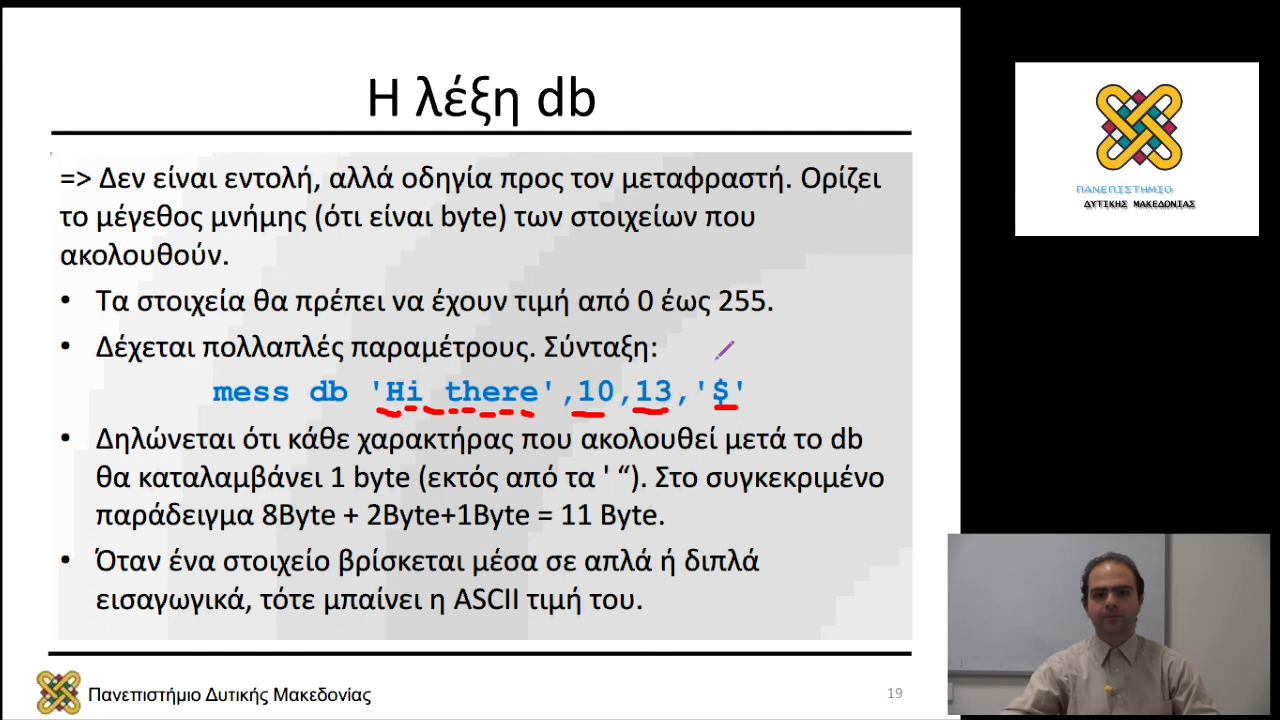 Η λέξη db
=> Δεν είναι εντολή, αλλά οδηγία προς τον μεταφραστή. Ορίζει
το μέγεθος μνήμης (ότι είναι byte) των στοιχείων που
ακολουθούν.
• Τα στοιχεία θα πρέπει να έχουν τιμή από 0 έως 255.
• Δέχεται πολλαπλές παραμέτρους. Σύνταξη:
mess db 'Hi there',10,13,'$'
• Δηλώνεται ότι κάθε χαρακτήρας που ακολουθεί μετά το db
θα καταλαμβάνει 1 byte (εκτός από τα ' “). Στο συγκεκριμένο
παράδειγμα 8Byte + 2Byte+1Byte = 11 Byte.
• Όταν ένα στοιχείο βρίσκεται μέσα σε απλά ή διπλά
εισαγωγικά, τότε μπαίνει η ASCII τιμή του.
Πανεπιστήμιο Δυτικής Μακεδονίας
19
ΠΑΝΕΠΙΣΤΗΜΙΟ
ΔΥΤΙΚΗΣ ΜΑΚΕΔΟΝΙΑΣ